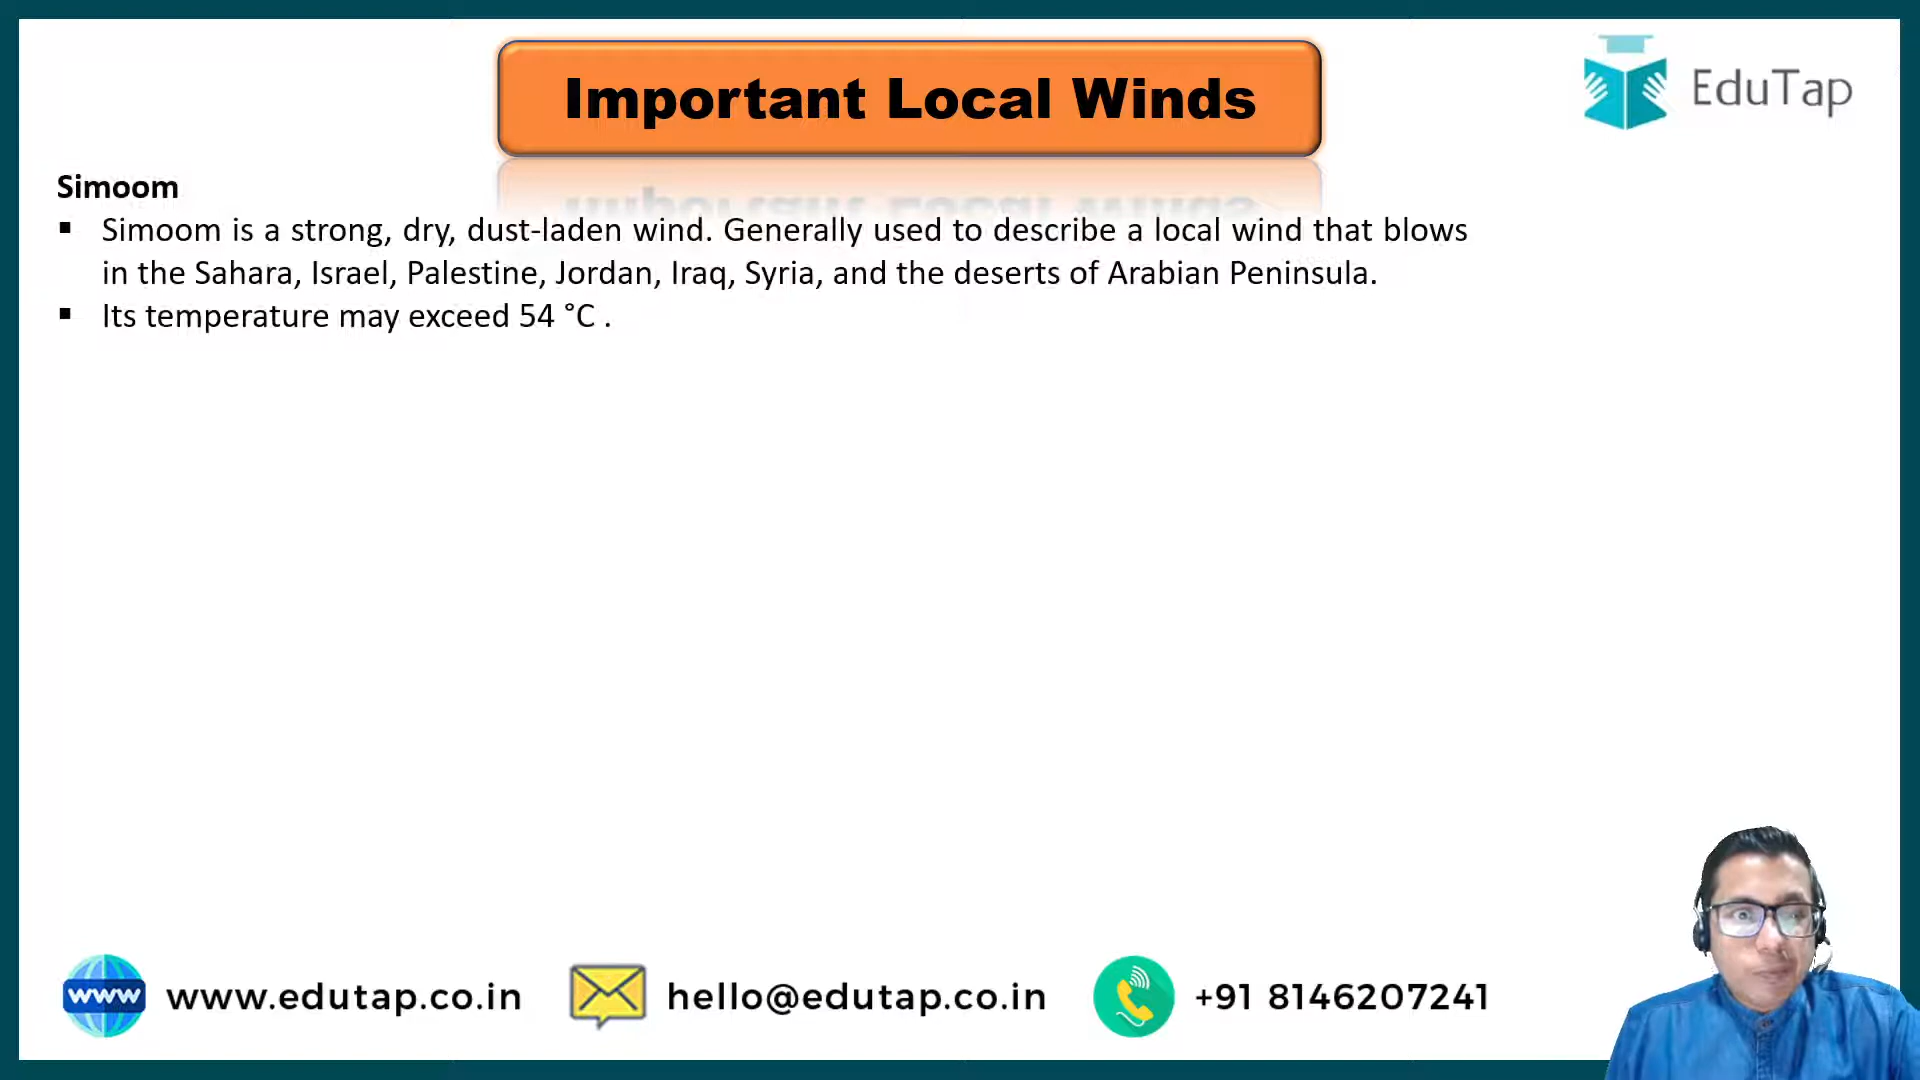 Important Local Winds
EduTap
Simoom
▪ Simoom is a strong, dry, dust-laden wind. Generally used to describe a local wind that blows
in the Sahara, Israel, Palestine, Jordan, Iraq, Syria, and the deserts of Arabian Peninsula.
▪ Its temperature may exceed 54 °C .
www www.edutap.co.in hello@edutap.co.in +91 8146207241